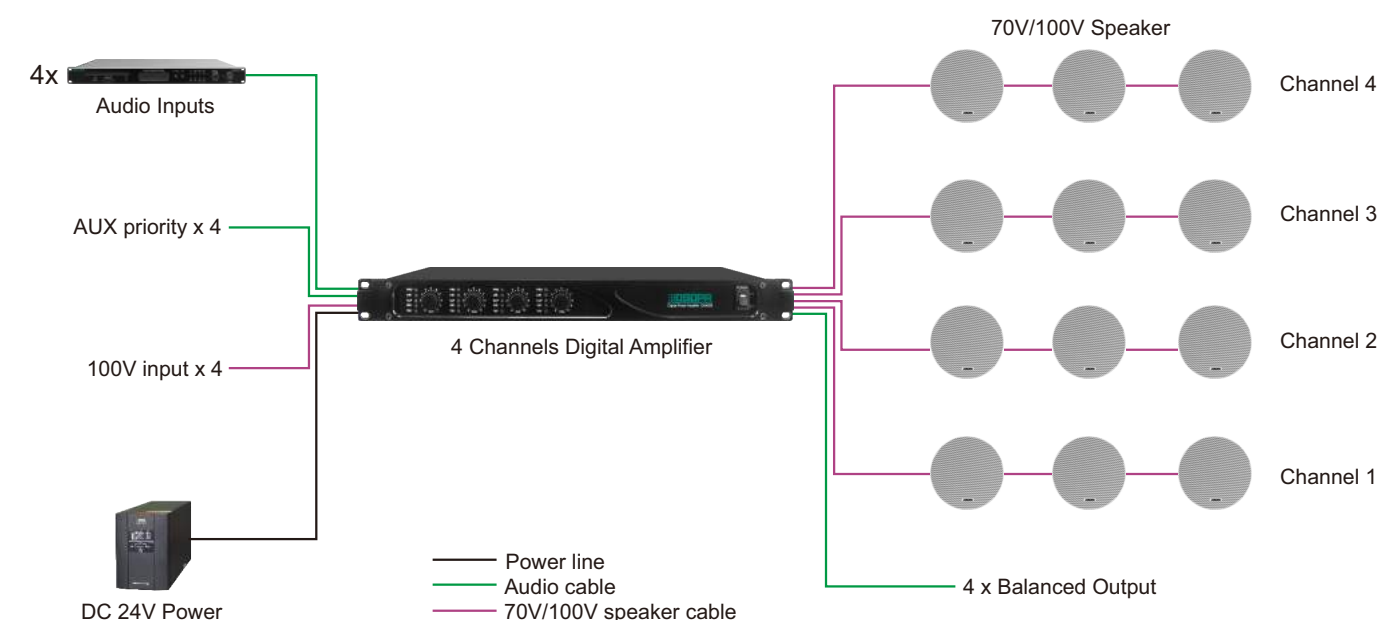 70V/100V Speaker
4x
Audio Inputs
Channel 4
AUX priority x 4
Channel 3
DSPPA
4 Channels Digital Amplifier
100V input x 4
Channel 2
Channel 1
Power line
Audio cable
70V/100V speaker cable
4 x Balanced Output
DC 24V Power